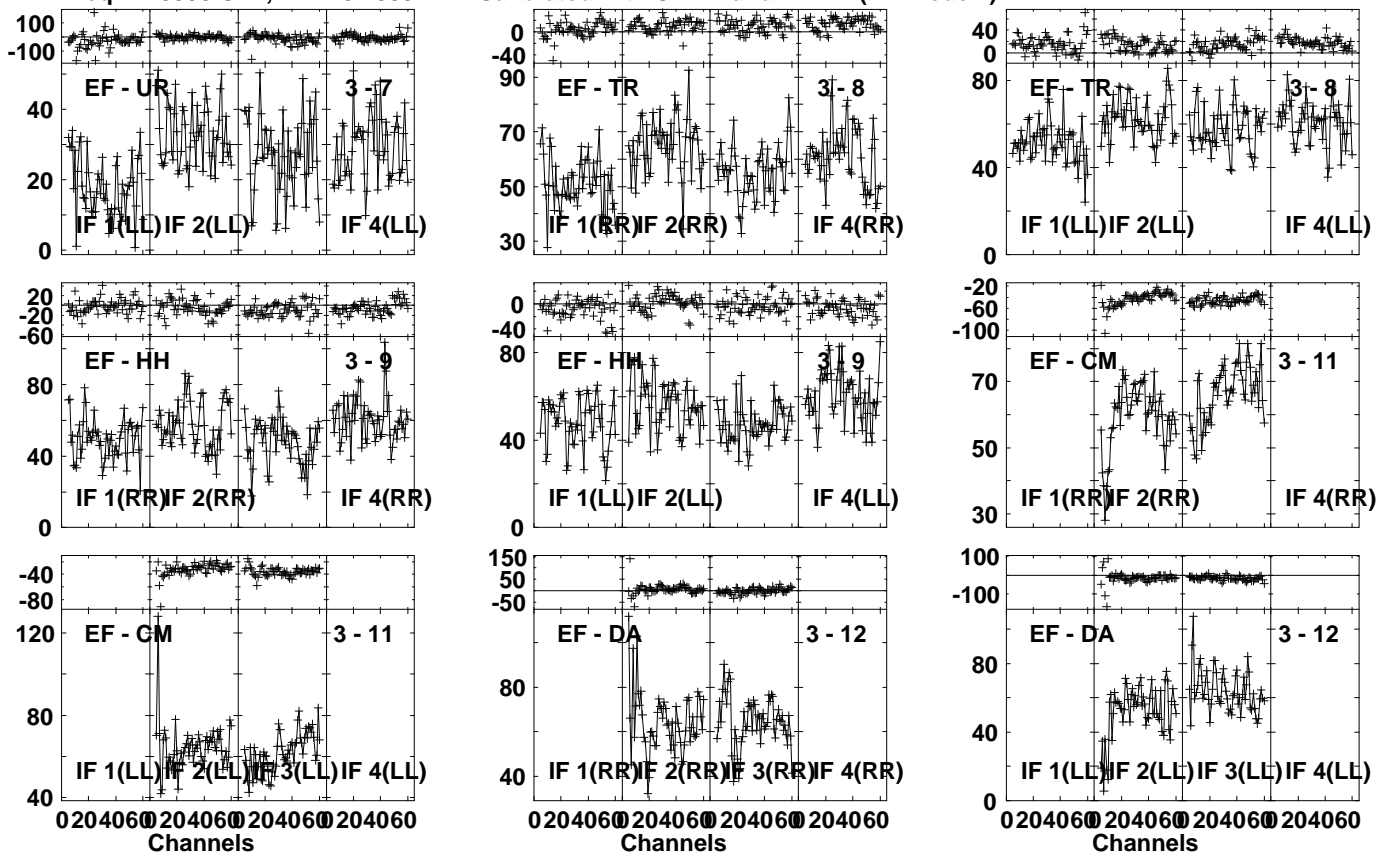 100
-100
0
-40
40
0
EF - UR 3 - 7
40
20
0
IF 1(LL) IF 2(LL) IF 4(LL)
EF - TR 3 - 8
90
70
50
30
IF 1(RR) IF 2(RR) IF 4(RR)
EF - TR 3 - 8
80
40
0
IF 1(LL) IF 2(LL) IF 4(LL)
20
-20
-60
EF - HH 3 - 9
80
40
0
IF 1(RR) IF 2(RR) IF 4(RR)
0
-40
EF - HH 3 - 9
80
40
0
IF 1(LL) IF 2(LL) IF 4(LL)
-20
-60
-100
EF - CM 3 - 11
70
50
30
IF 1(RR) IF 2(RR) IF 4(RR)
-40
-80
EF - CM 3 - 11
120
80
40
IF 1(LL) IF 2(LL) IF 3(LL) IF 4(LL)
0 20 40 60 0 20 40 60 0 20 40 60 0 20 40 60
Channels
150
50
-50
EF - DA 3 - 12
80
40
IF 1(RR) IF 2(RR) IF 3(RR) IF 4(RR)
0 20 40 60 0 20 40 60 0 20 40 60 0 20 40 60
Channels
100
-100
EF - DA 3 - 12
80
40
0
IF 1(LL) IF 2(LL) IF 3(LL) IF 4(LL)
0 20 40 60 0 20 40 60 0 20 40 60 0 20 40 60
Channels